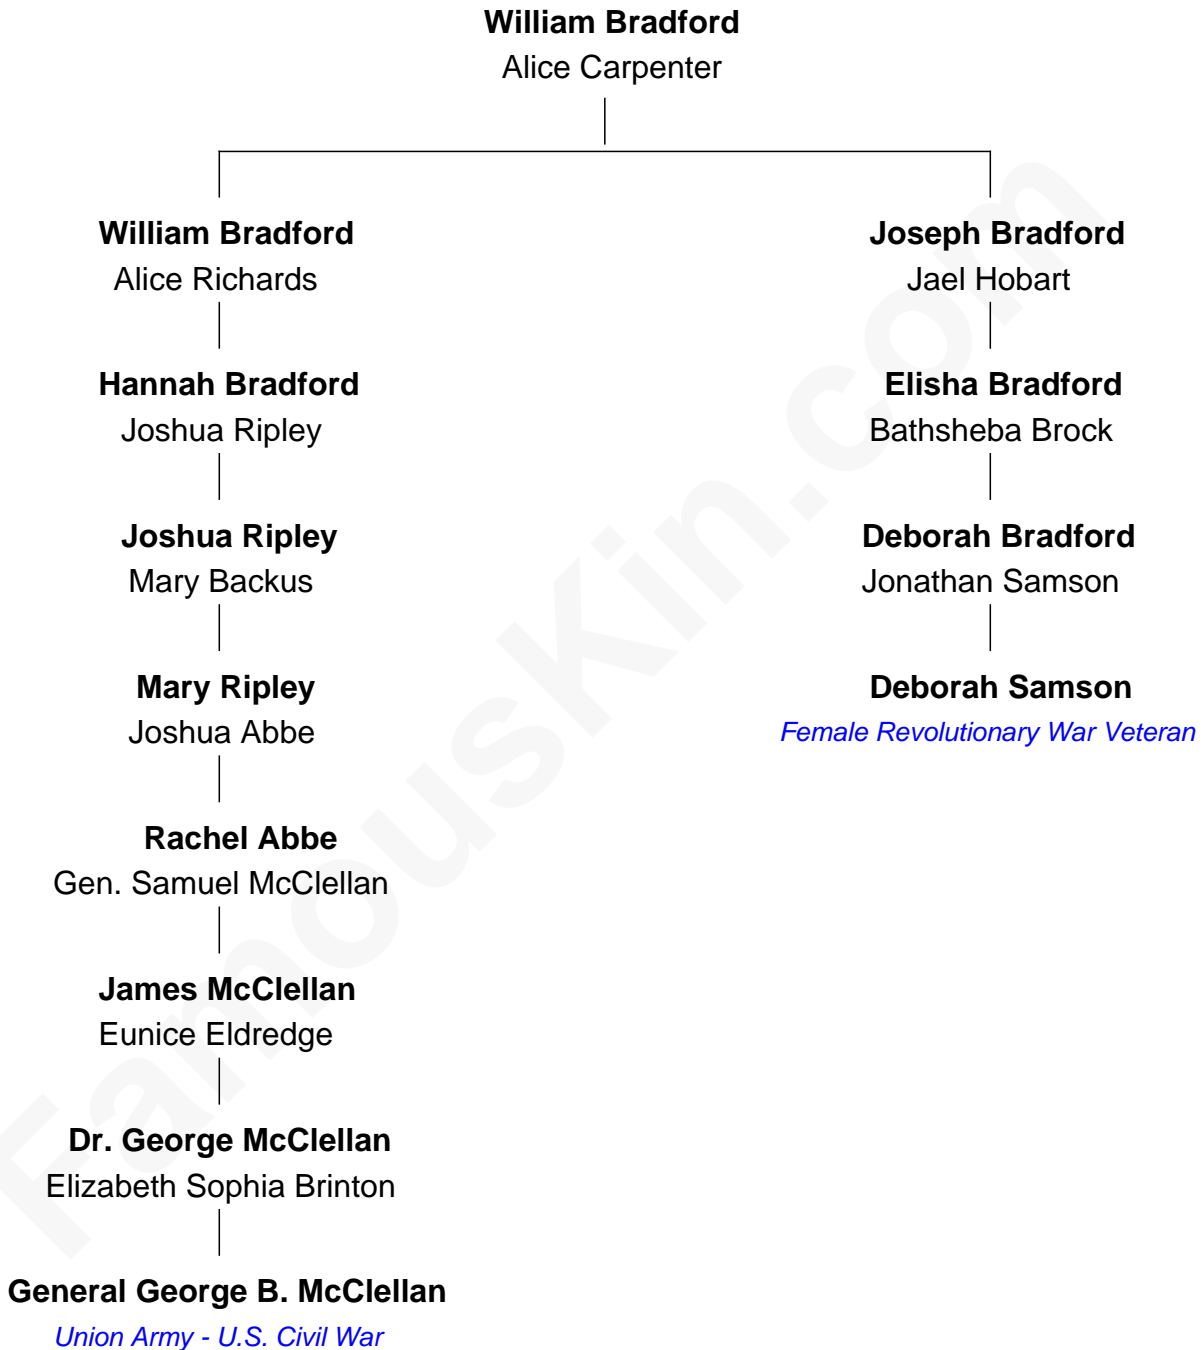 William Bradford
Alice Carpenter
William Bradford
Alice Richards
Hannah Bradford
Joshua Ripley
Joshua Ripley
Mary Backus
Mary Ripley
Joshua Abbe
Rachel Abbe
Gen. Samuel McClellan
James McClellan
Eunice Eldredge
Dr. George McClellan
Elizabeth Sophia Brinton
General George B. McClellan
Union Army - U.S. Civil War
Joseph Bradford
Jael Hobart
Elisha Bradford
Bathsheba Brock
Deborah Bradford
Jonathan Samson
Deborah Samson
Female Revolutionary War Veteran
FamousKin.com